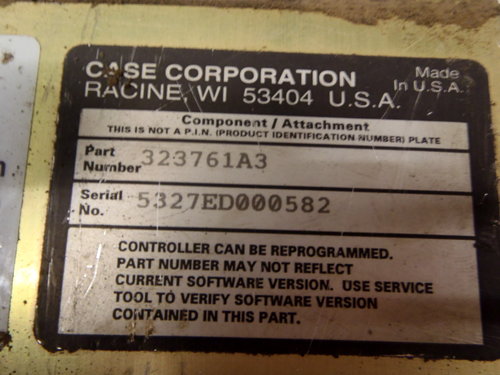 CASE CORPORATION
RACINE, WI 53404 U.S.A.
Made
In U.S.A.
Component / Attachment
THIS IS NOT A P.I.N. (PRODUCT IDENTIFICATION NUMBER) PLATE
Part
Number 323761A3
Serial
No. 5327ED000582
CONTROLLER CAN BE REPROGRAMMED.
PART NUMBER MAY NOT REFLECT
CURRENT SOFTWARE VERSION. USE SERVICE
TOOL TO VERIFY SOFTWARE VERSION
CONTAINED IN THIS PART.